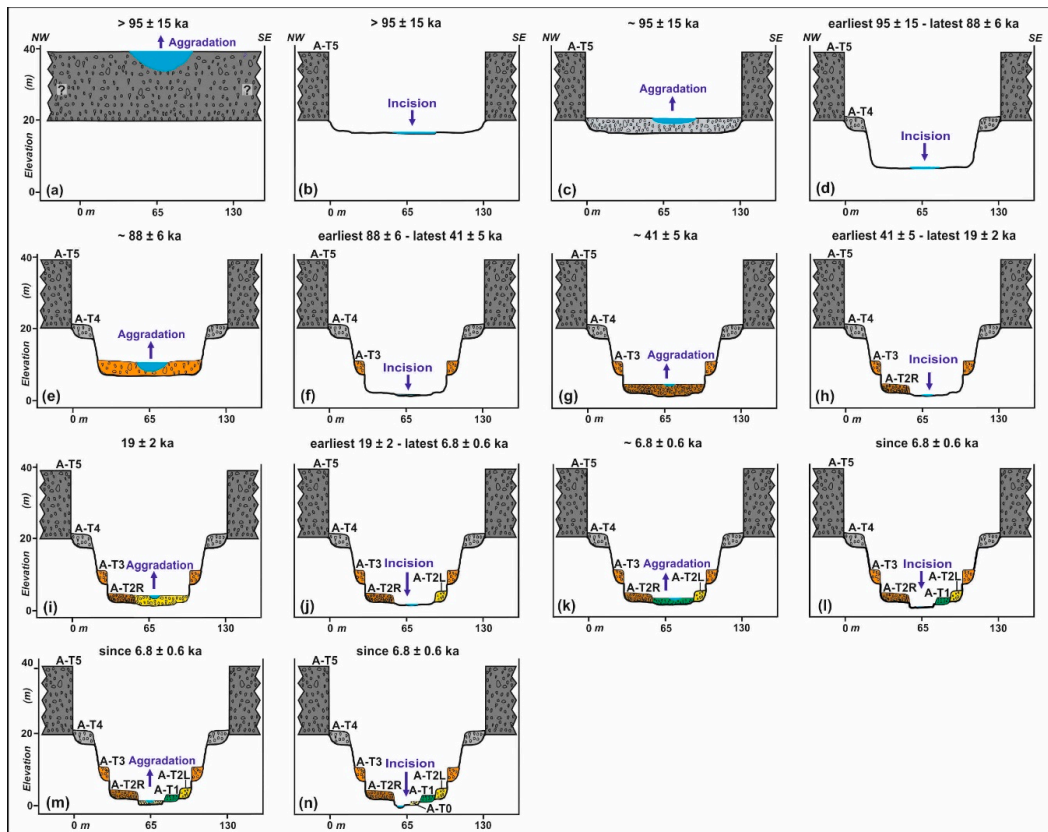 > 95 ± 15 ka
NW SE
Aggradation
40
(m)
20
Elevation
0
? ?
(a)
0 m 65 130
> 95 ± 15 ka
NW SE
A-T5
Incision
(b)
0 m 65 130
~ 95 ± 15 ka
NW SE
A-T5
Aggradation
(c)
0 m 65 130
earliest 95 ± 15 - latest 88 ± 6 ka
NW SE
A-T5
A-T4
Incision
(d)
0 m 65 130
~ 88 ± 6 ka
A-T5
40
(m)
A-T4
20
Aggradation
Elevation
0
(e)
0 m 65 130
earliest 88 ± 6 - latest 41 ± 5 ka
A-T5
A-T4
A-T3
Incision
(f)
0 m 65 130
~ 41 ± 5 ka
A-T5
A-T4
A-T3
Aggradation
(g)
0 m 65 130
earliest 41 ± 5 - latest 19 ± 2 ka
A-T5
A-T4
A-T3
A-T2R
Incision
(h)
0 m 65 130
19 ± 2 ka
A-T5
40
(m)
A-T4
20
A-T3 Aggradation
Elevation
A-T2R
0
(i)
0 m 65 130
earliest 19 ± 2 - latest 6.8 ± 0.6 ka
A-T5
A-T4
A-T3 Incision
A-T2R A-T2L
(j)
0 m 65 130
~ 6.8 ± 0.6 ka
A-T5
A-T4
A-T3 Aggradation
A-T2L
A-T2R
(k)
0 m 65 130
since 6.8 ± 0.6 ka
A-T5
A-T4
A-T3 Incision
A-T2L
A-T2R A-T1
(l)
0 m 65 130
since 6.8 ± 0.6 ka
A-T5
40
(m)
A-T4
20
A-T3 Aggradation
Elevation
A-T2L
A-T2R A-T1
0
(m)
0 m 65 130
since 6.8 ± 0.6 ka
A-T5
A-T4
A-T3 Incision
A-T2L
A-T2R A-T1
A-T0
(n)
0 m 65 130